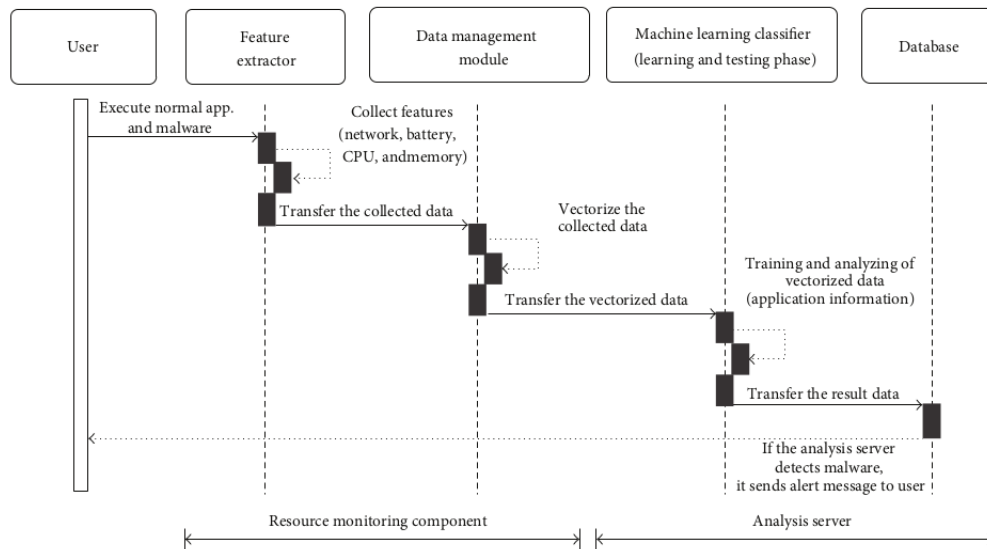 User
Feature
extractor
Data management
module
Machine learning classifier
(learning and testing phase)
Database
Execute normal app.
and malware
Collect features
(network, battery,
CPU, andmemory)
Transfer the collected data
Vectorize the
collected data
Transfer the vectorized data
Training and analyzing of
vectorized data
(application information)
Transfer the result data
If the analysis server
detects malware,
it sends alert message to user
Resource monitoring component
Analysis server